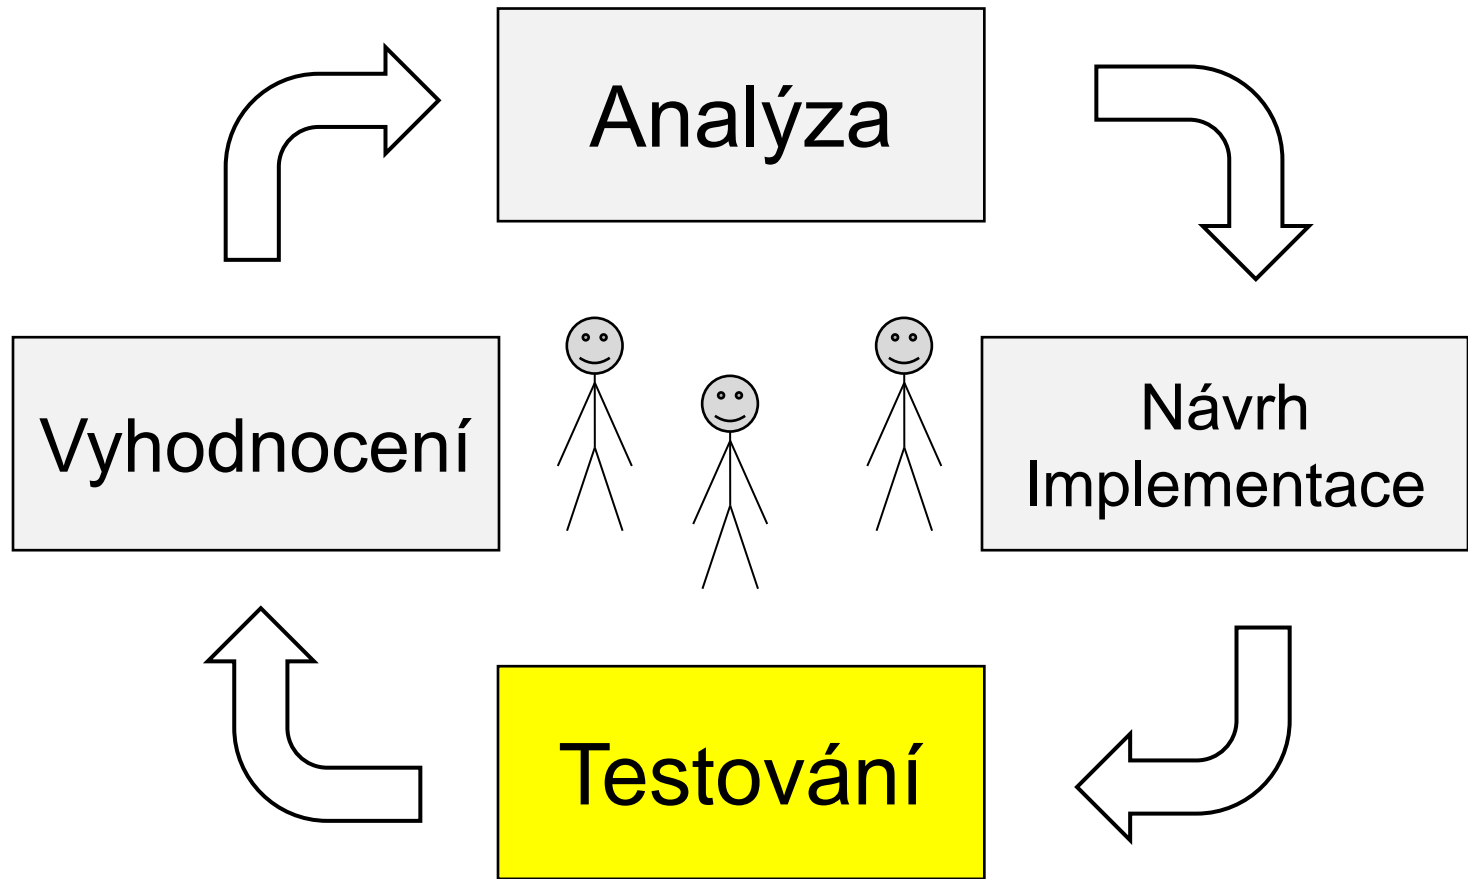 Analýza
Vyhodnocení
Návrh
Implementace
Testování